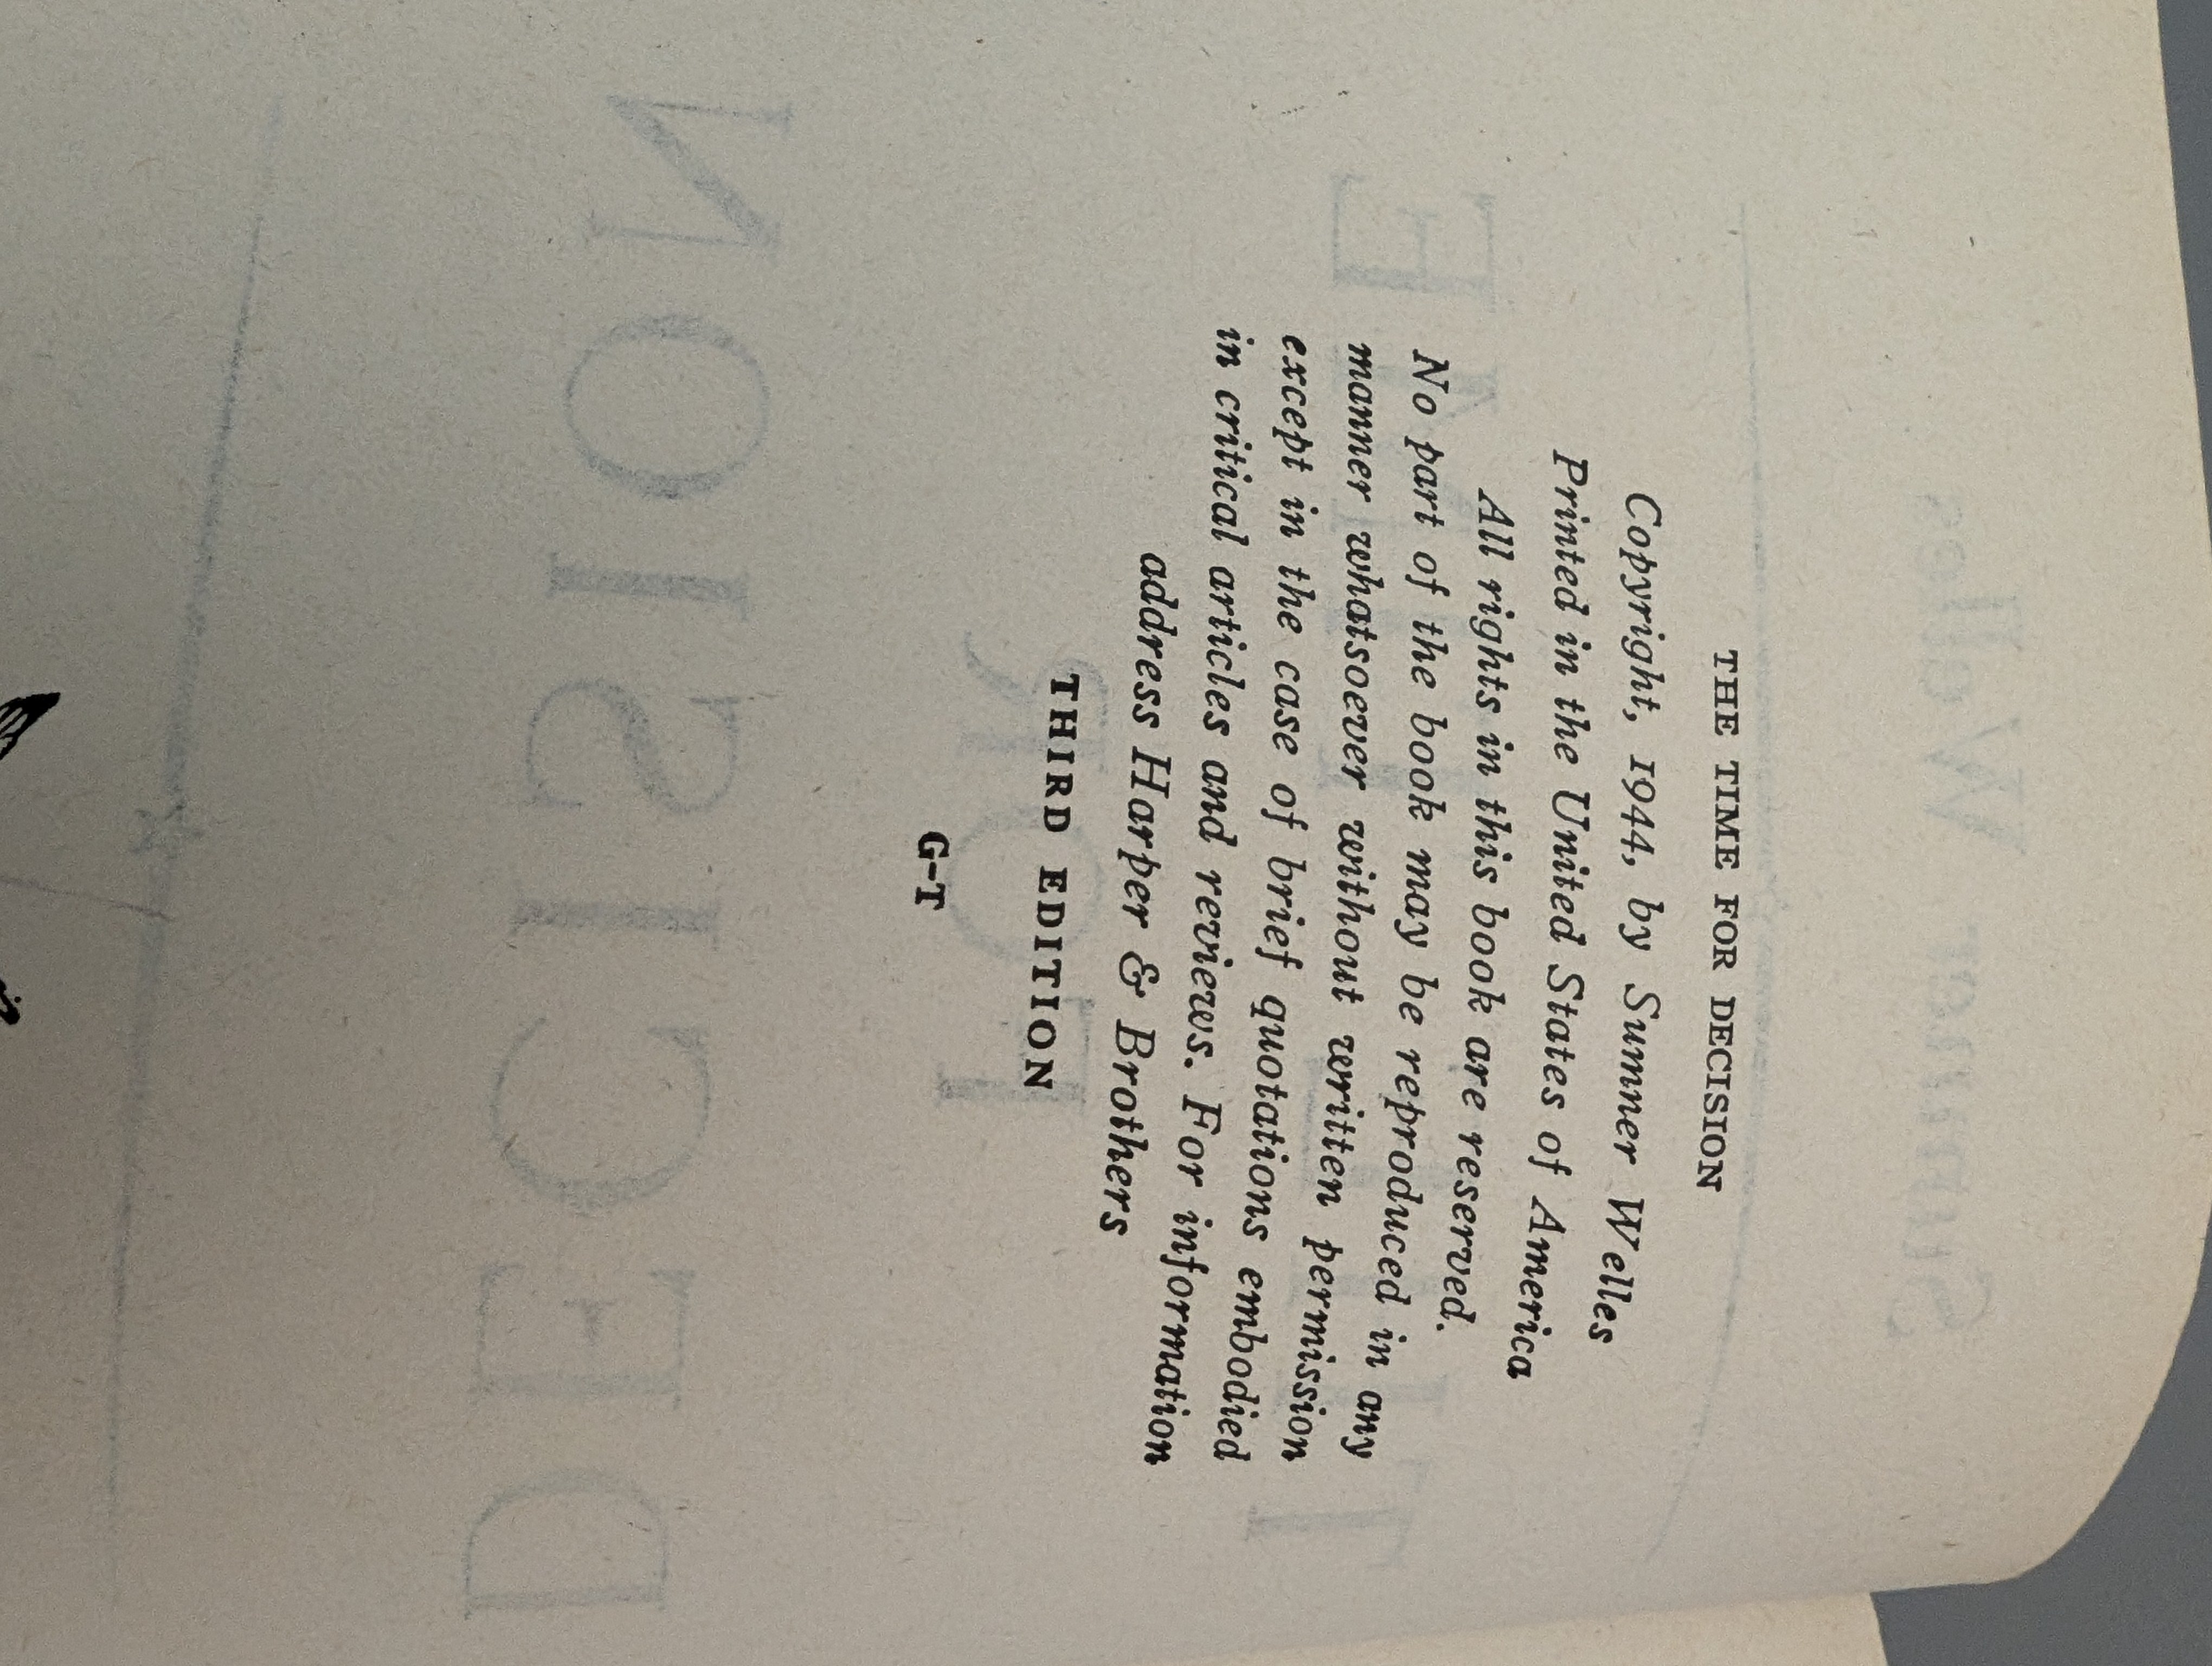 THE TIME FOR DECISION
Copyright, 1944, by Sumner Welles
Printed in the United States of America
All rights in this book are reserved.
No part of the book may be reproduced in any
manner whatsoever without written permission
except in the case of brief quotations embodied
in critical articles and reviews. For information
address Harper & Brothers
THIRD EDITION
G-T